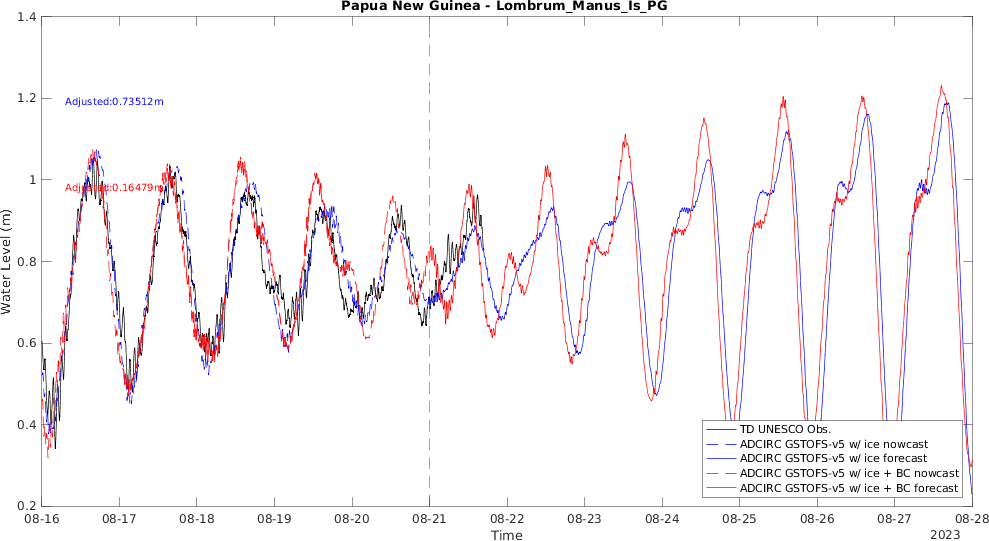 Papua New Guinea - Lombrum_Manus_Is_PG
1.4
1.2
1
0.8
0.6
0.4
0.2
Water Level (m)
Adjusted:0.73512m
Adjusted:0.16479m
TD UNESCO Obs.
ADCIRC GSTOFS-v5 w/ ice nowcast
ADCIRC GSTOFS-v5 w/ ice forecast
ADCIRC GSTOFS-v5 w/ ice + BC nowcast
ADCIRC GSTOFS-v5 w/ ice + BC forecast
08-16 08-17 08-18 08-19 08-20 08-21 08-22 08-23 08-24 08-25 08-26 08-27 08-28
Time
2023